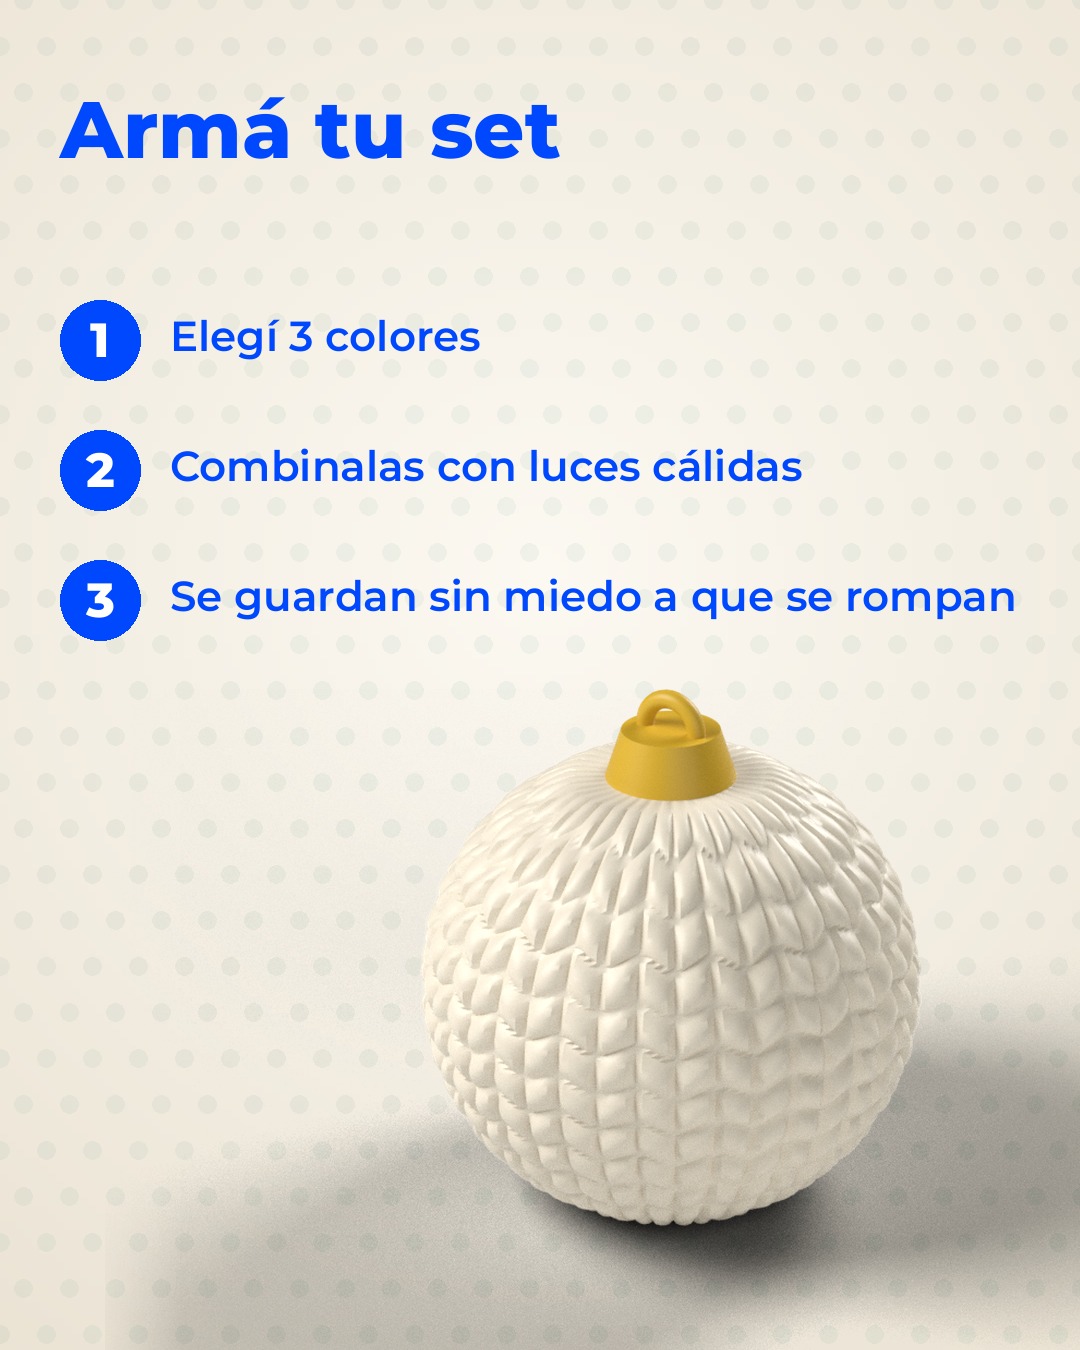 Armá tu set
1 Elegí 3 colores
2 Combinalas con luces cálidas
3 Se guardan sin miedo a que se rompan